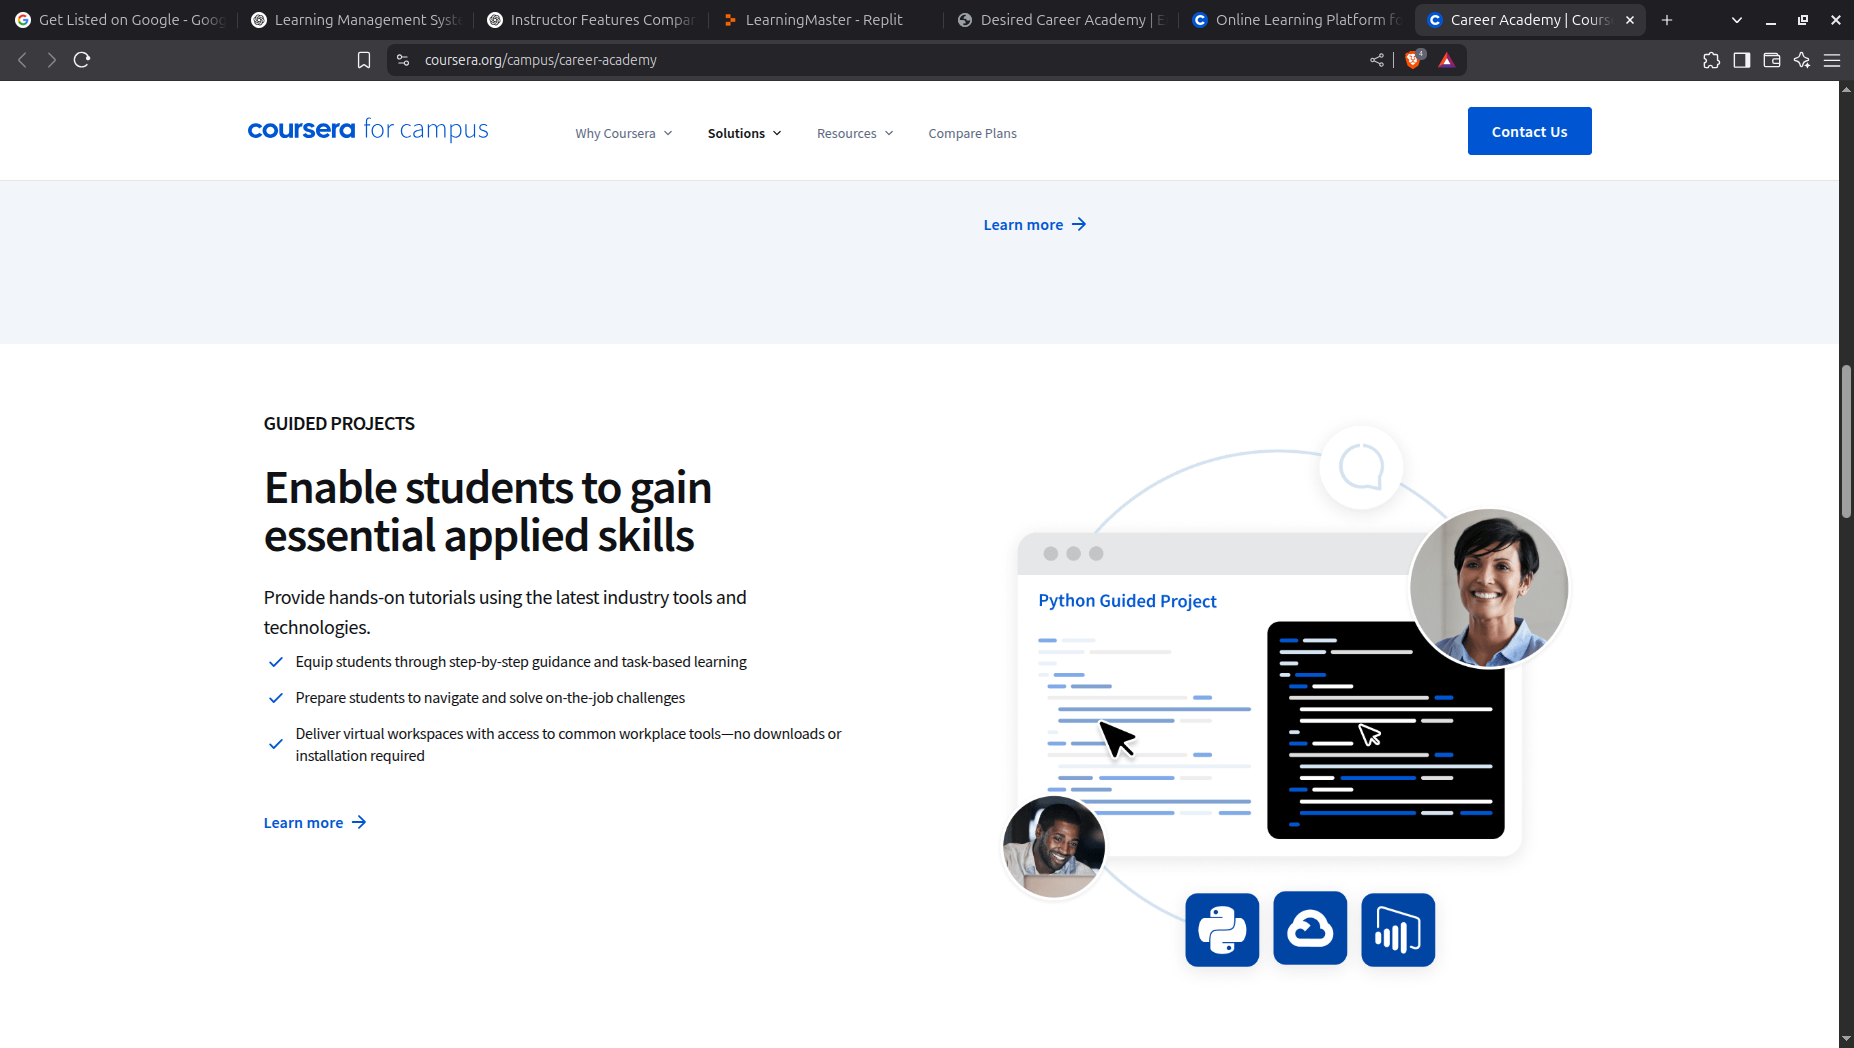 Get Listed on Google - Goog
Learning Management Syste
Instructor Features Compar
LearningMaster - Replit
Desired Career Academy | E
Online Learning Platform fo
Career Academy | Cours
coursera.org/campus/career-academy
4
coursera for campus
Why Coursera
Solutions
Resources
Compare Plans
Contact Us
Learn more
GUIDED PROJECTS
Enable students to gain
essential applied skills
Provide hands-on tutorials using the latest industry tools and
technologies.
Equip students through step-by-step guidance and task-based learning
Prepare students to navigate and solve on-the-job challenges
Deliver virtual workspaces with access to common workplace tools—no downloads or
installation required
Learn more
Python Guided Project